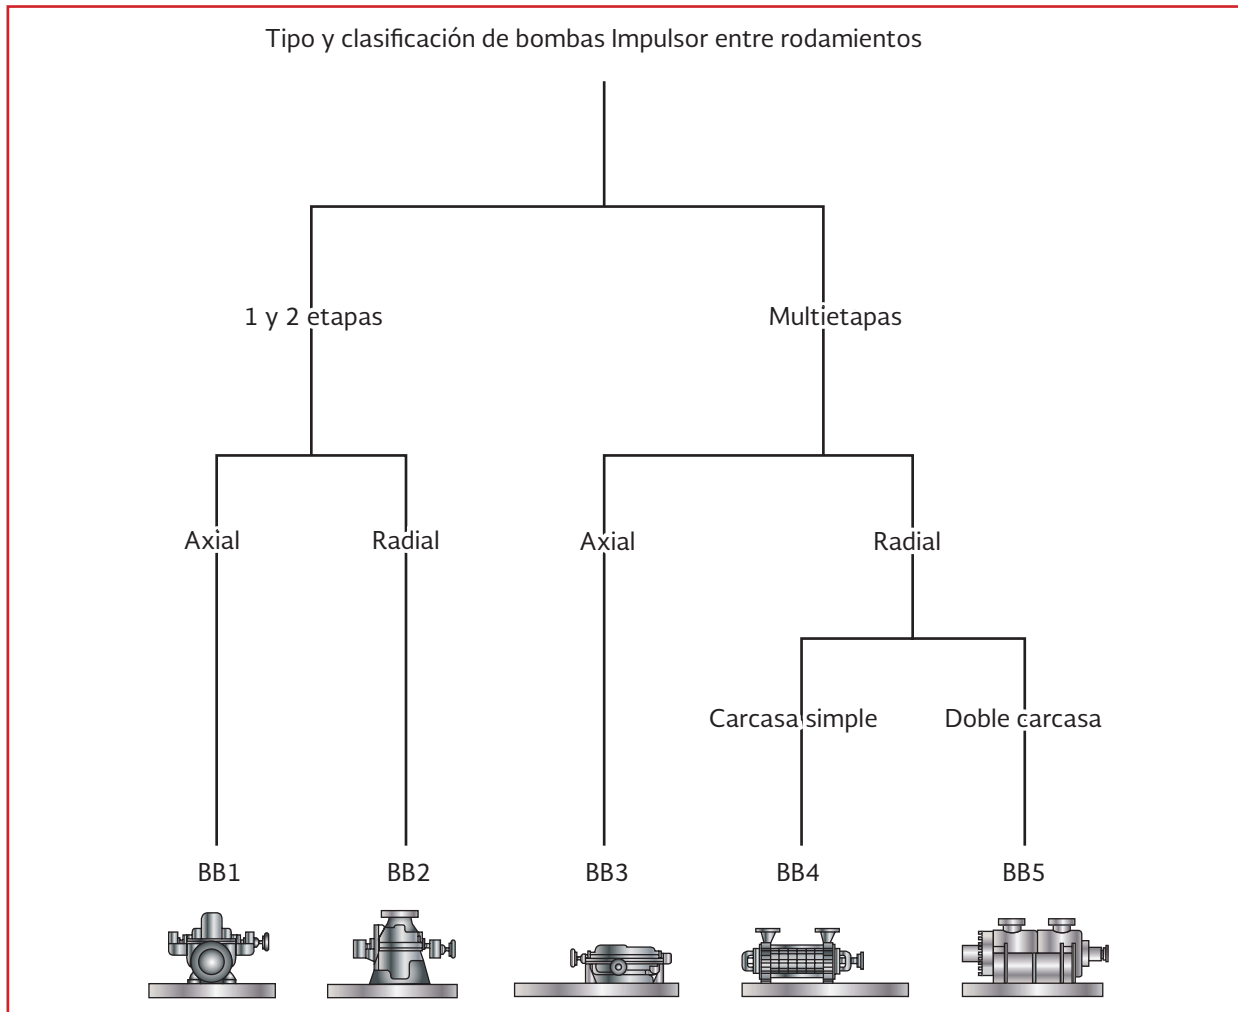 Tipo y clasificación de bombas Impulsor entre rodamientos
1 y 2 etapas
Multietapas
Axial
Radial
Axial
Radial
Carcasa simple
Doble carcasa
BB1
BB2
BB3
BB4
BB5